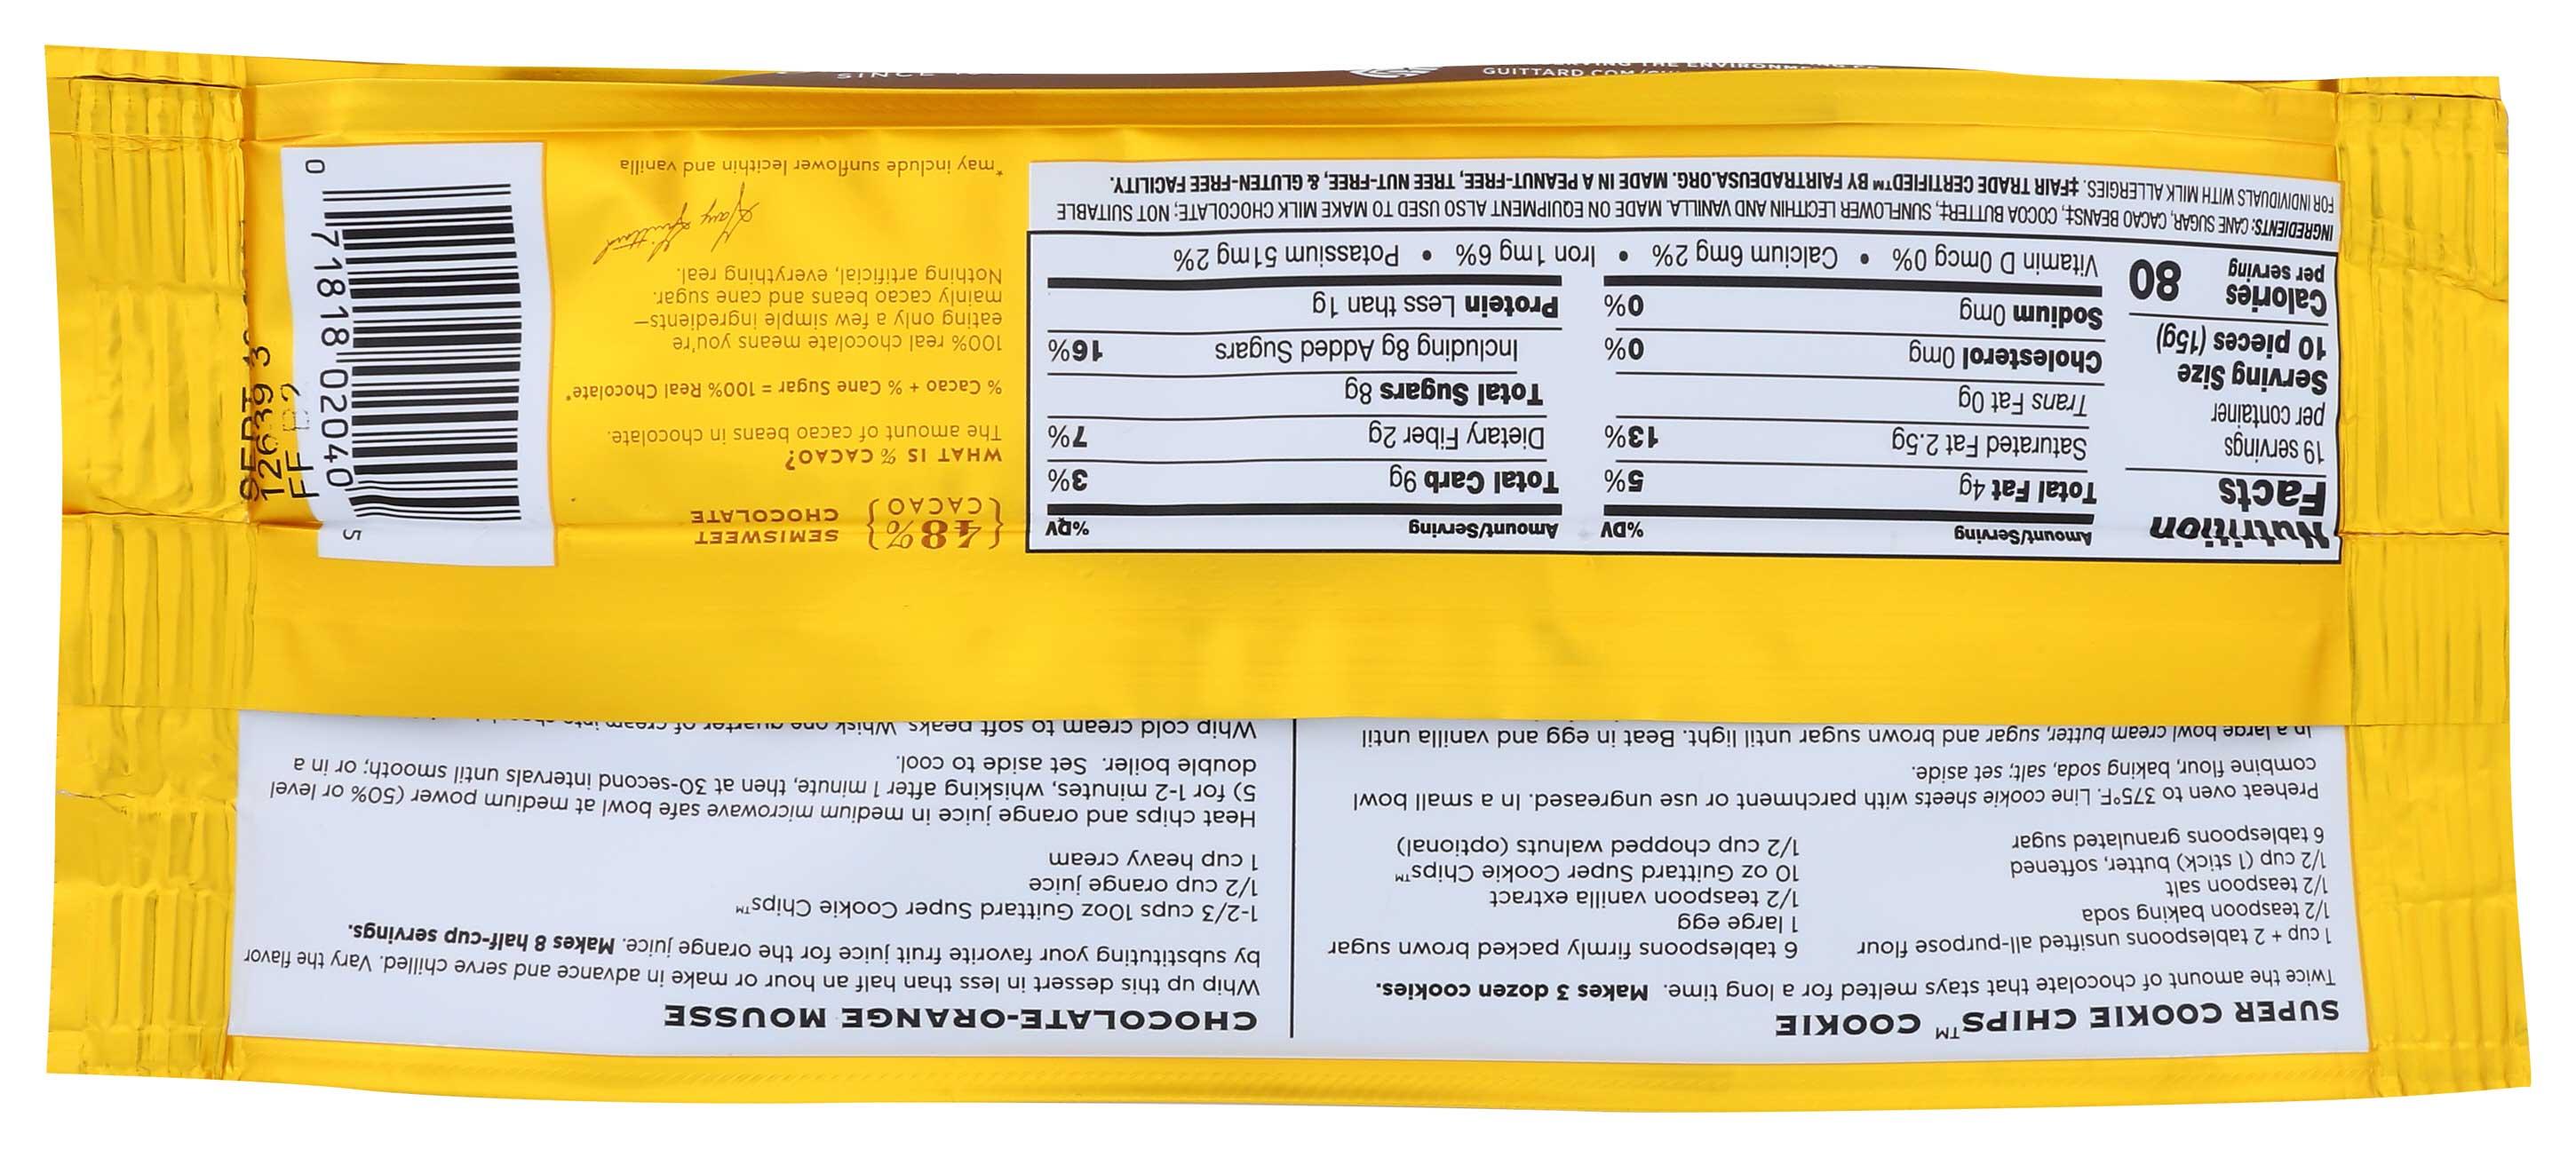 SUPER COOKIE CHIPS™ COOKIE
Twice the amount of chocolate that stays melted for a long time. Makes 3 dozen cookies.
1 cup + 2 tablespoons unsifted all-purpose flour
1/2 teaspoon baking soda
1/2 teaspoon salt
1/2 cup (1 stick) butter, softened
6 tablespoons granulated sugar
6 tablespoons firmly packed brown sugar
1 large egg
1/2 teaspoon vanilla extract
10 oz Guittard Super Cookie Chips™
1/2 cup chopped walnuts (optional)
Preheat oven to 375°F. Line cookie sheets with parchment or use ungreased. In a small bowl
combine flour, baking soda, salt; set aside.
In a large bowl cream butter, sugar and brown sugar until light. Beat in egg and vanilla until
CHOCOLATE-ORANGE MOUSSE
Whip up this dessert in less than half an hour or make in advance and serve chilled. Vary the flavor
by substituting your favorite fruit juice for the orange juice. Makes 8 half-cup servings.
1-2/3 cups 10oz Guittard Super Cookie Chips™
1/2 cup orange juice
1 cup heavy cream
Heat chips and orange juice in medium microwave safe bowl at medium power (50% or level
5) for 1-2 minutes, whisking after 1 minute, then at 30-second intervals until smooth; or in a
double boiler. Set aside to cool.
Whip cold cream to soft peaks. Whisk one quarter of cream into
Nutrition
Facts
19 servings
per container
Serving Size
10 pieces (15g)
Calories
per serving 80
Amount/Serving %DV
Total Fat 4g 5%
Saturated Fat 2.5g 13%
Trans Fat 0g
Cholesterol 0mg 0%
Sodium 0mg 0%
Amount/Serving %DV
Total Carb 9g 3%
Dietary Fiber 2g 7%
Total Sugars 8g
Including 8g Added Sugars 16%
Protein Less than 1g
Vitamin D 0mcg 0% • Calcium 6mg 2% • Iron 1mg 6% • Potassium 51mg 2%
INGREDIENTS: CANE SUGAR, CACAO BEANS‡, COCOA BUTTER‡, SUNFLOWER LECITHIN AND VANILLA. MADE ON EQUIPMENT ALSO USED TO MAKE MILK CHOCOLATE; NOT SUITABLE
FOR INDIVIDUALS WITH MILK ALLERGIES. ‡FAIR TRADE CERTIFIED™ BY FAIRTRADEUSA.ORG. MADE IN A PEANUT-FREE, TREE NUT-FREE, & GLUTEN-FREE FACILITY.
{48% CACAO} SEMISWEET CHOCOLATE
WHAT IS % CACAO?
The amount of cacao beans in chocolate.
% Cacao + % Cane Sugar = 100% Real Chocolate*
100% real chocolate means you're
eating only a few simple ingredients—
mainly cacao beans and cane sugar.
Nothing artificial, everything real.
Gary Guittard
*may include sunflower lecithin and vanilla
0 71818 02040 5
12639 3
GUITTARD.COM
SINCE